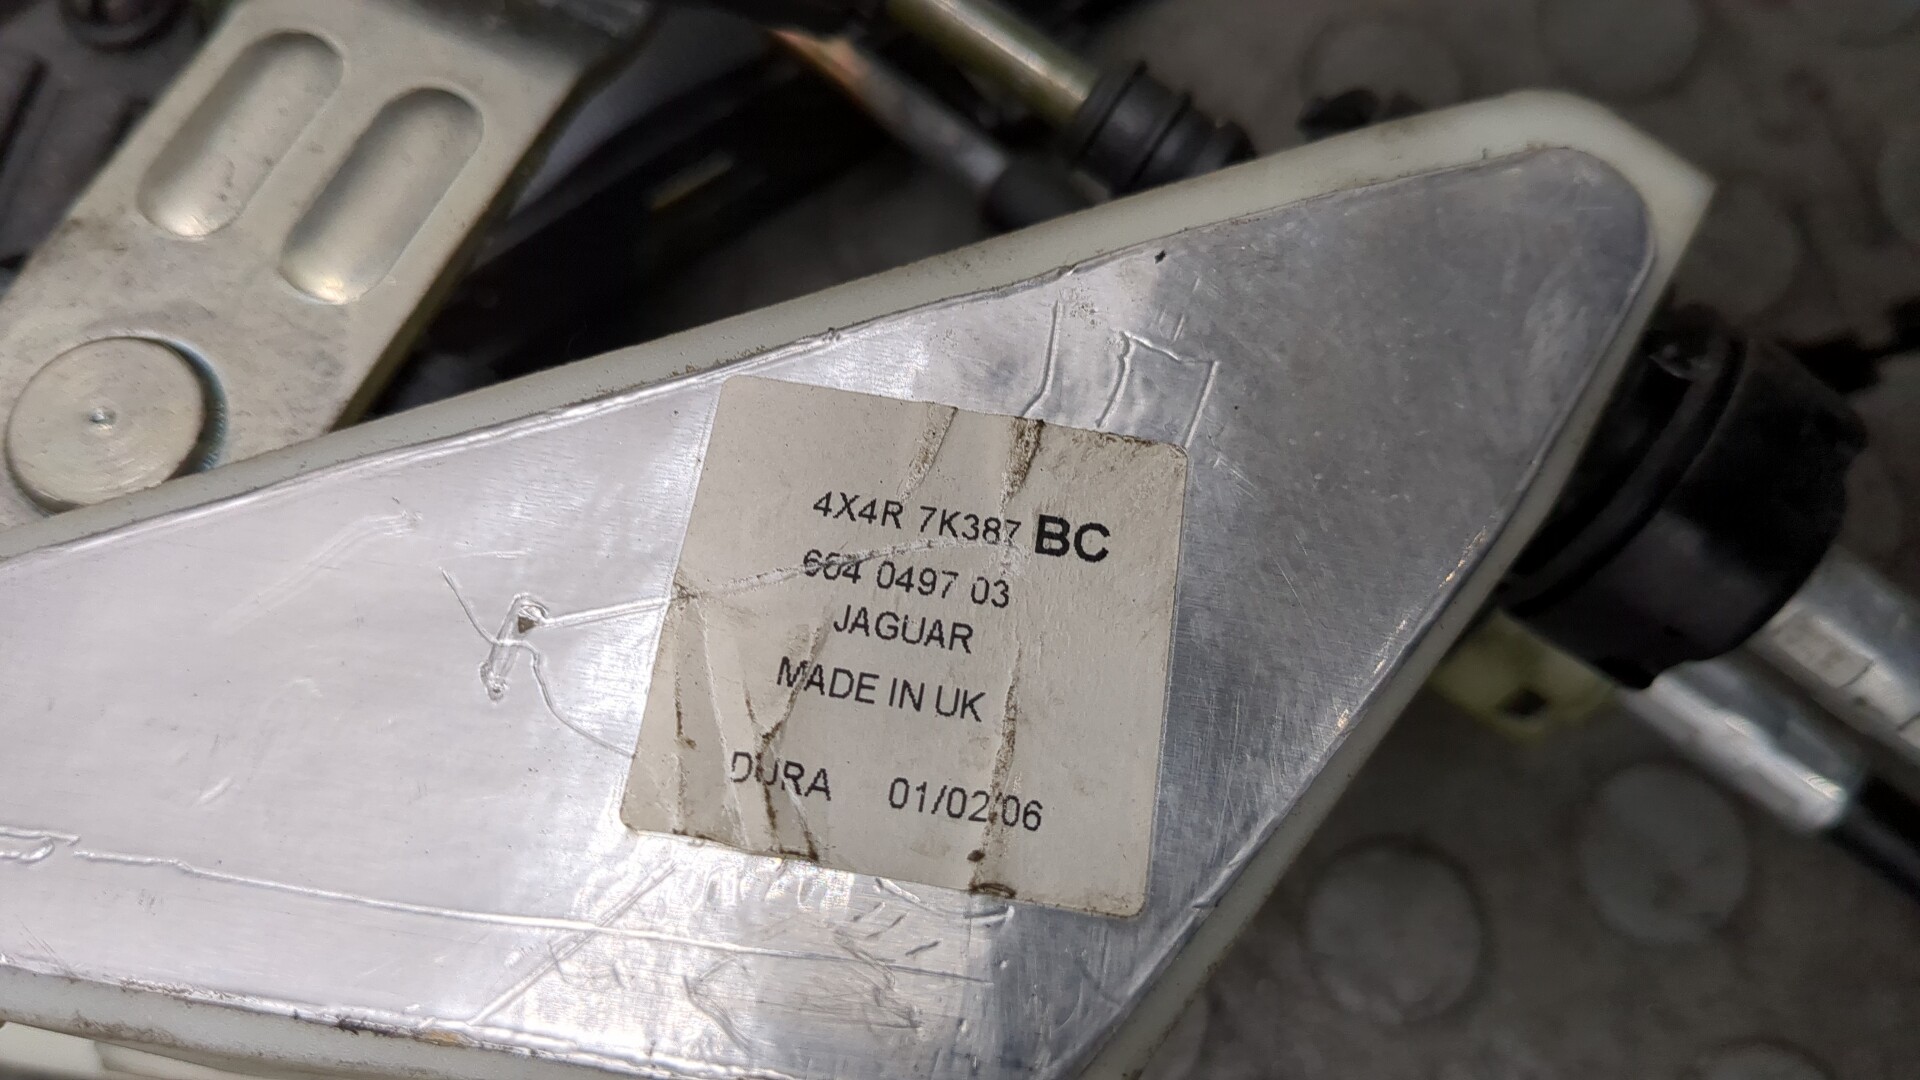 4X4R 7K387 BC
604 0497 03
JAGUAR
MADE IN UK
DURA 01/02/06